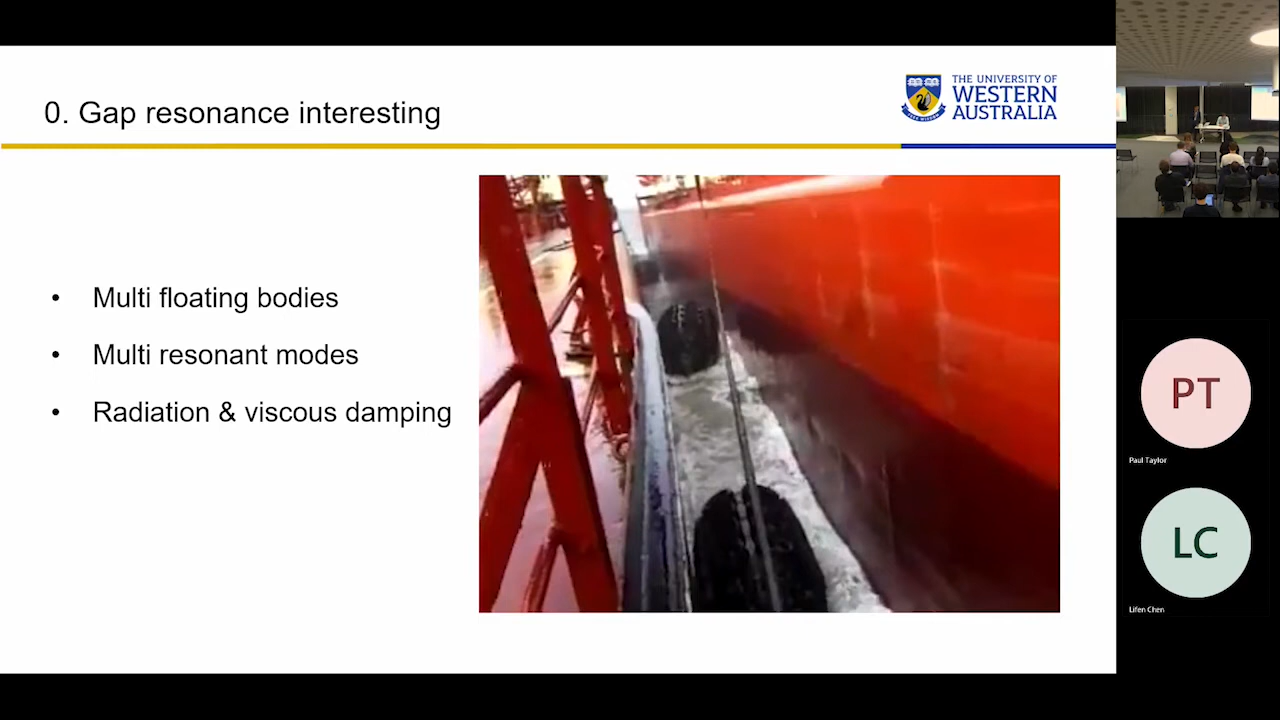 0. Gap resonance interesting
THE UNIVERSITY OF
WESTERN
AUSTRALIA
• Multi floating bodies
• Multi resonant modes
• Radiation & viscous damping
PT
Paul Taylor
LC
Lifen Chen